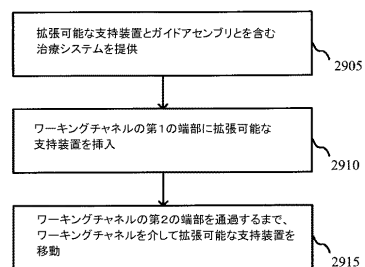 拡張可能な支持装置とガイドアセンブリとを含む
治療システムを提供
2905
ワーキングチャネルの第1の端部に拡張可能な
支持装置を挿入
2910
ワーキングチャネルの第2の端部を通過するまで、
ワーキングチャネルを介して拡張可能な支持装置を
移動
2915